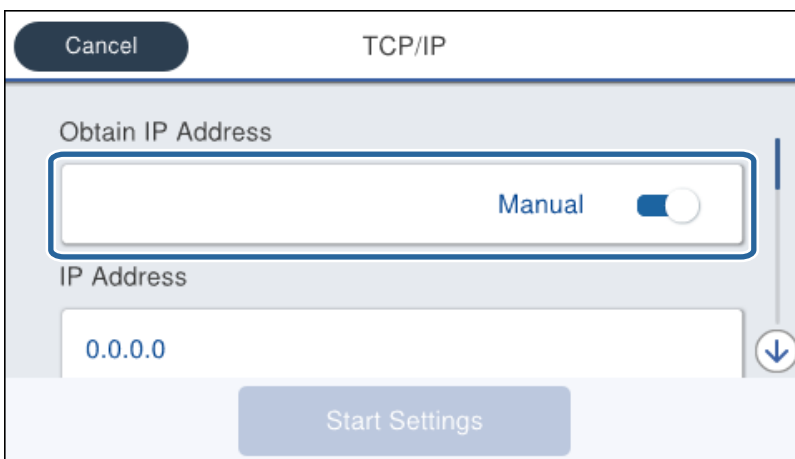 Cancel
TCP/IP
Obtain IP Address
Manual
IP Address
0.0.0.0
Start Settings